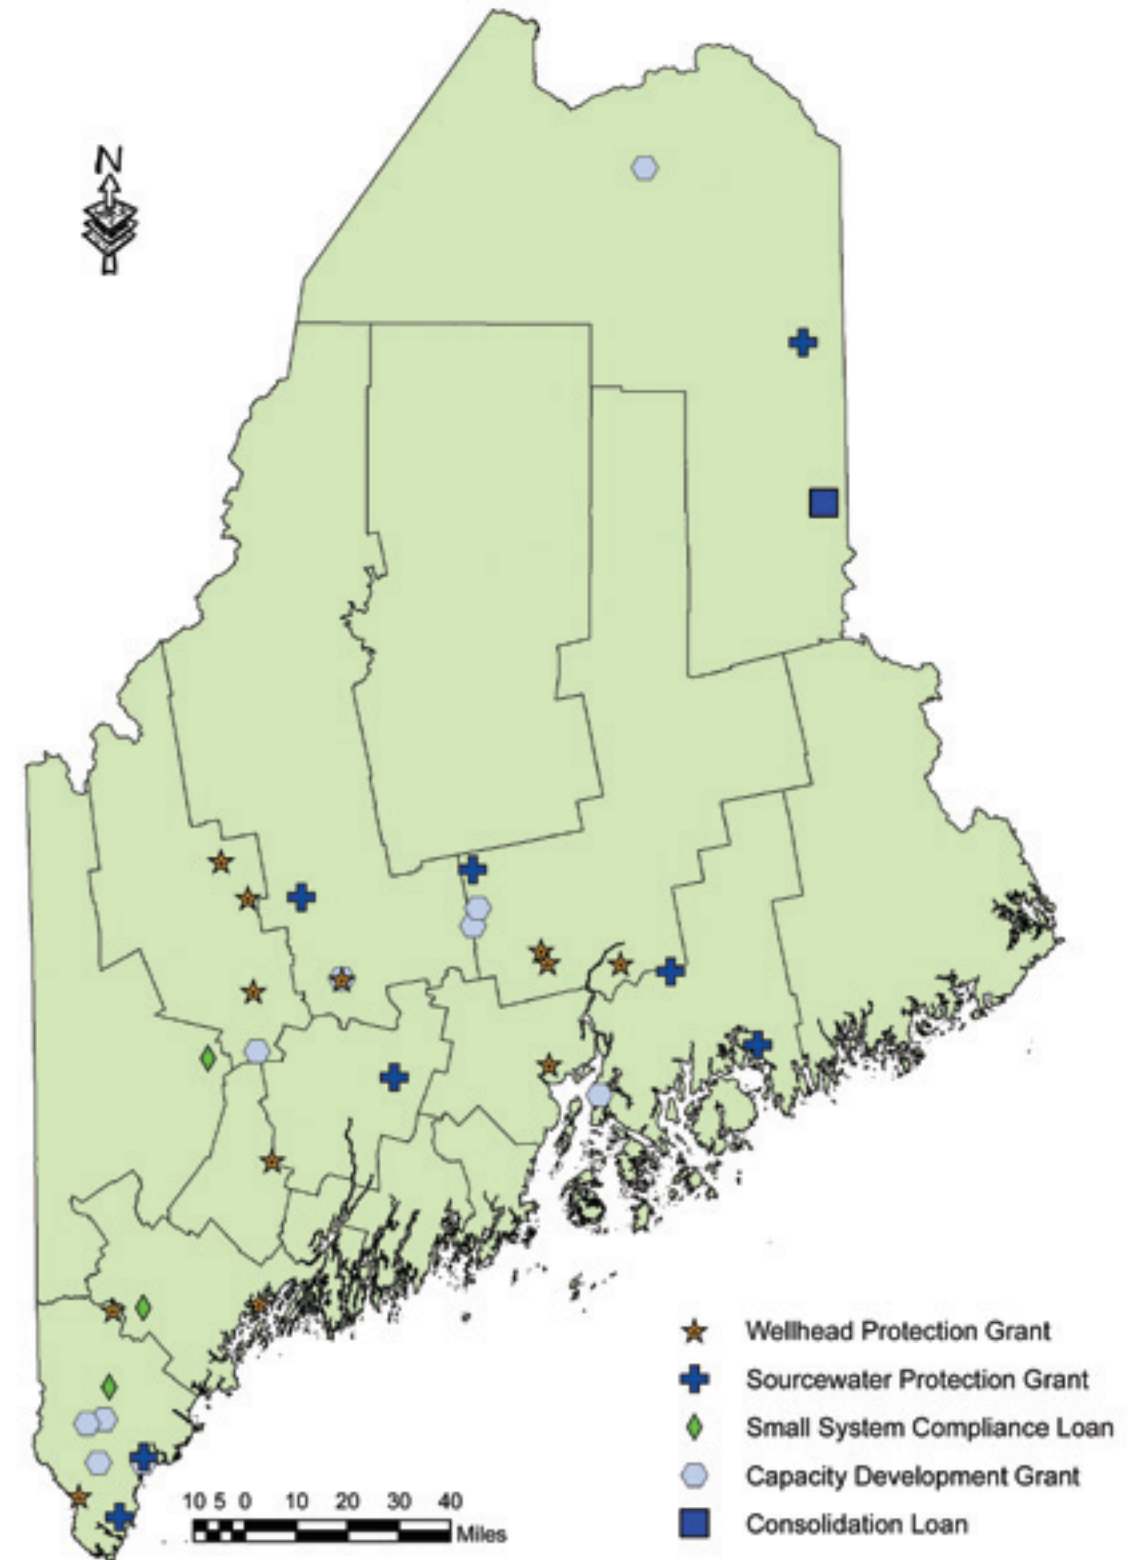 N
Wellhead Protection Grant
Sourcewater Protection Grant
Small System Compliance Loan
Capacity Development Grant
Consolidation Loan
10 5 0 10 20 30 40
Miles